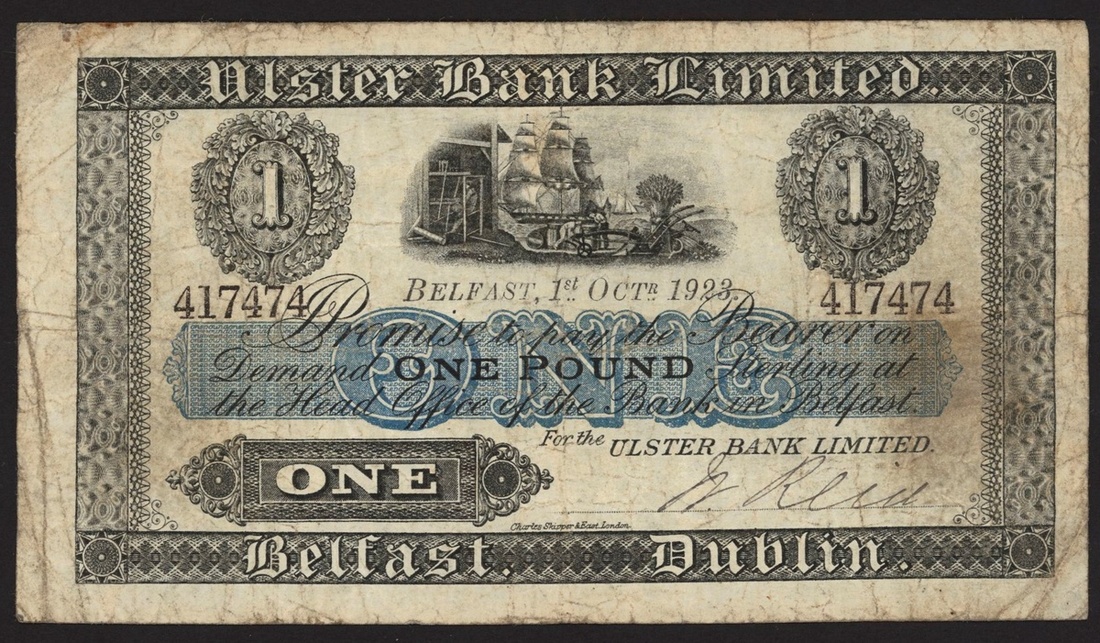 Ulster Bank Limited.
1 1
BELFAST, 1st OCTR 1923.
417474 417474
I Promise to pay the Bearer on
Demand ONE POUND Sterling at
the Head Office of the Bank in Belfast.
ONE
For the ULSTER BANK LIMITED.
ONE
Charles Skipper & East. London.
Belfast. Dublin.